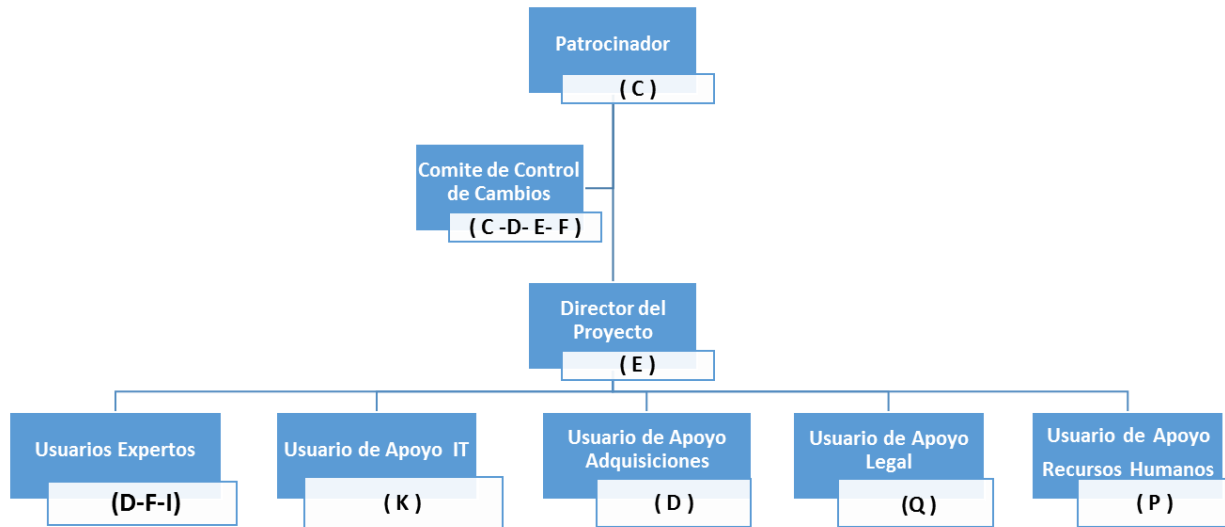 Patrocinador
( C )
Comite de Control
de Cambios
( C -D- E- F )
Director del
Proyecto
( E )
Usuarios Expertos
(D-F-I)
Usuario de Apoyo IT
( K )
Usuario de Apoyo
Adquisiciones
( D )
Usuario de Apoyo
Legal
(Q )
Usuario de Apoyo
Recursos Humanos
( P )